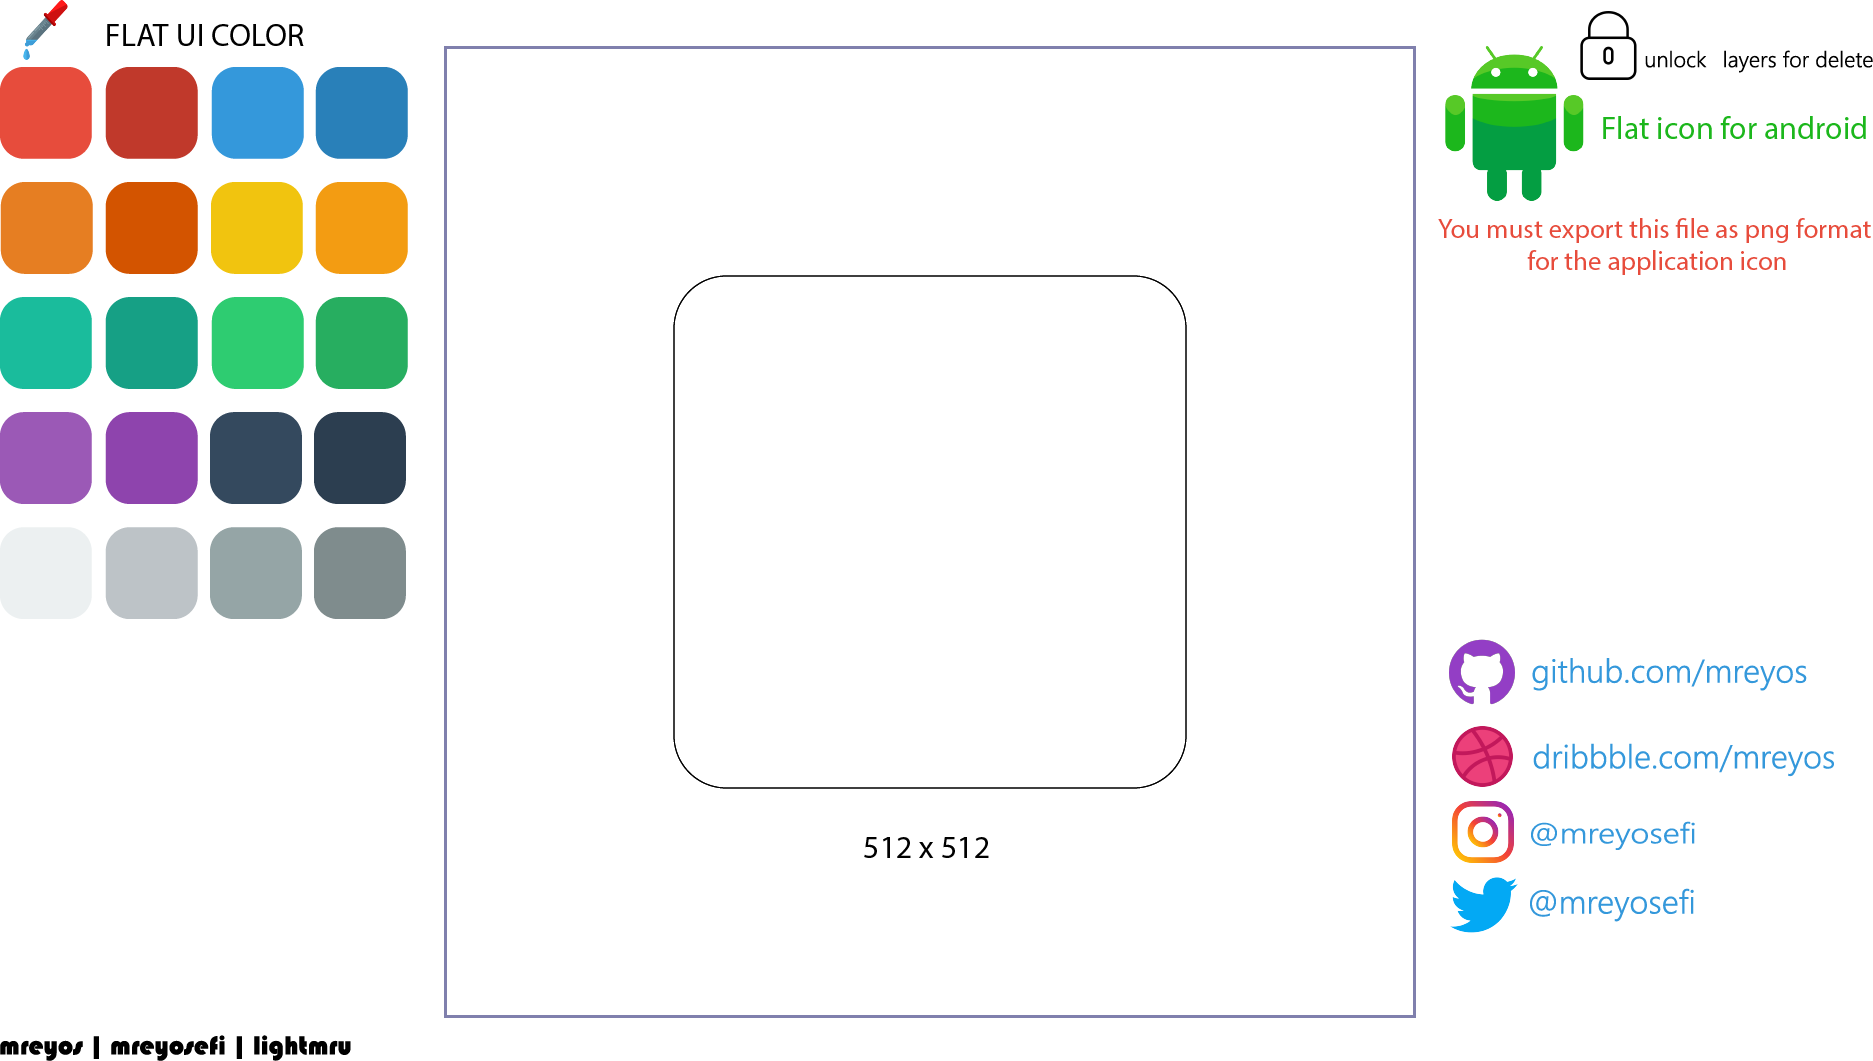 FLAT UI COLOR
unlock layers for delete
Flat icon for android
You must export this file as png format
for the application icon
512 x 512
github.com/mreyos
dribbble.com/mreyos
@mreyosefi
@mreyosefi
mreyos | mreyosefi | lightmru